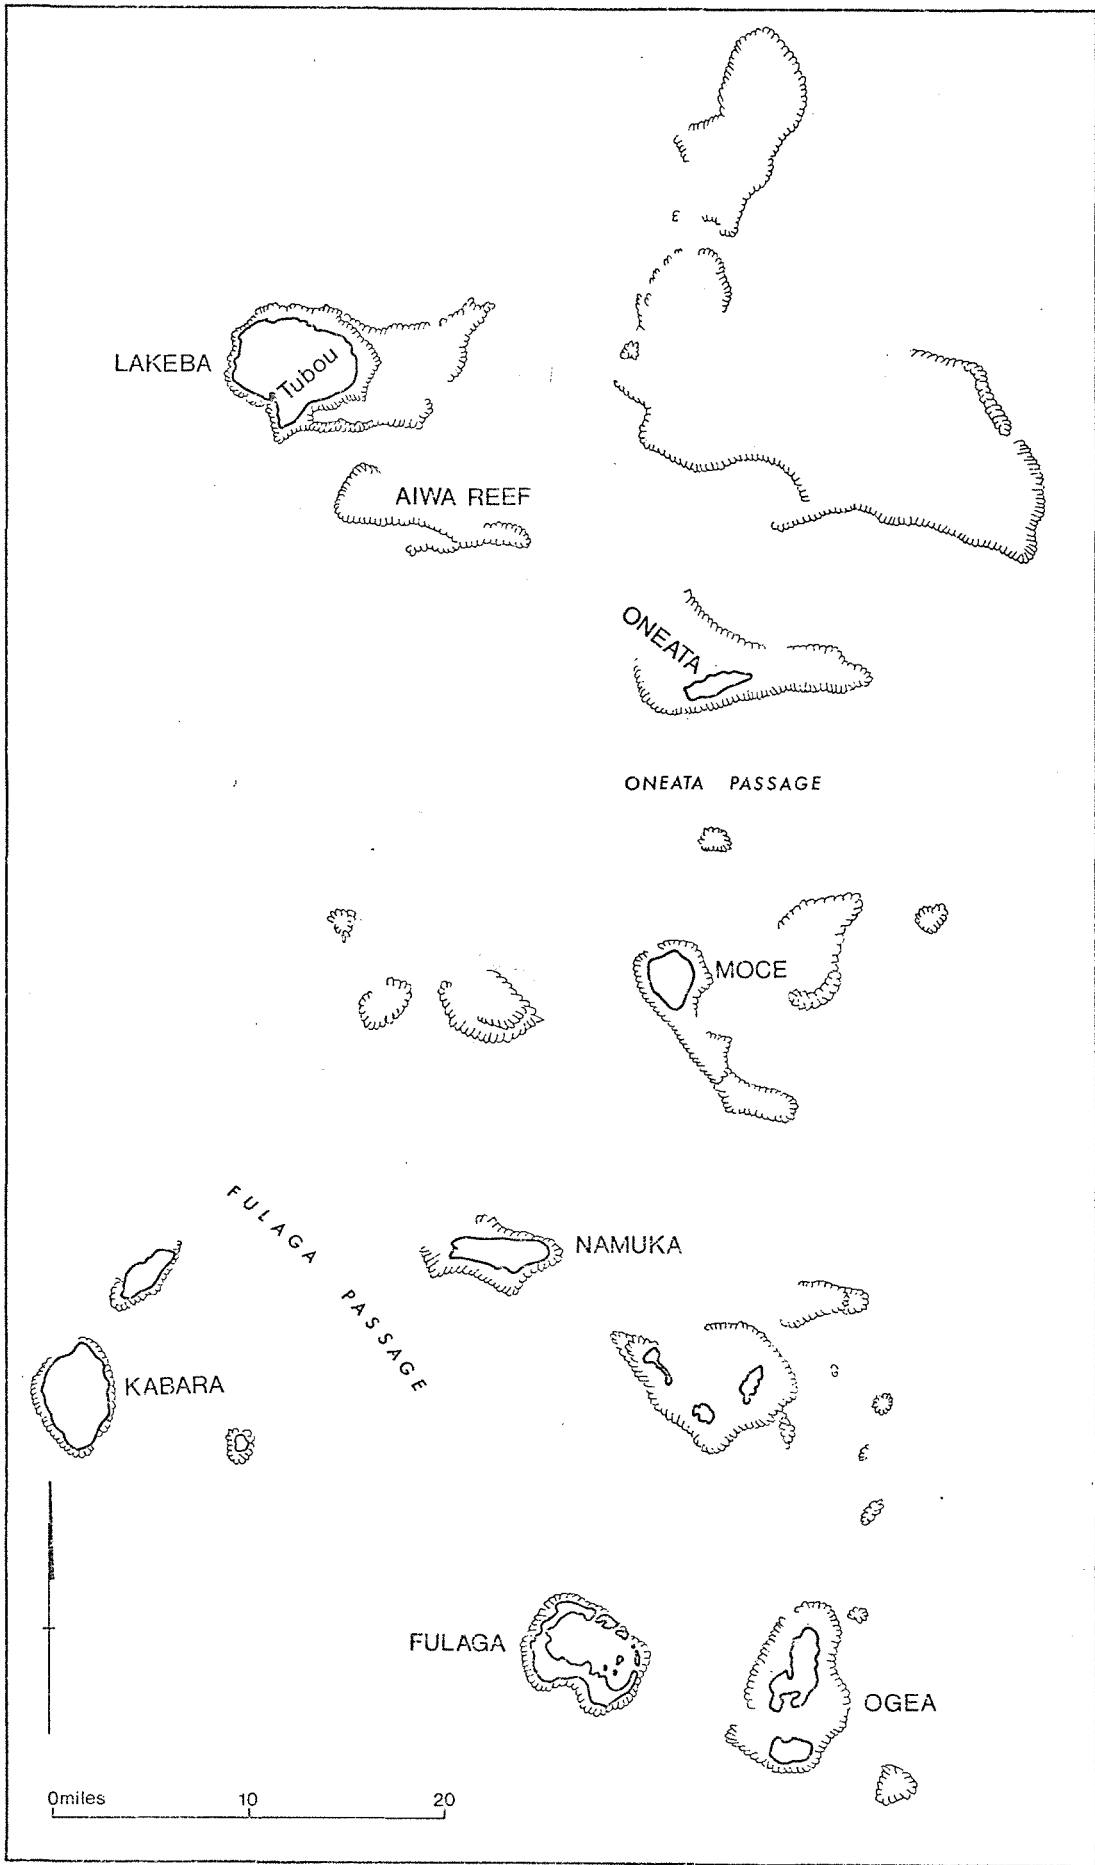 LAKEBA
Tubou
AIWA REEF
ONEATA
ONEATA PASSAGE
MOCE
FULAGA PASSAGE
NAMUKA
KABARA
FULAGA
OGEA
0miles 10 20